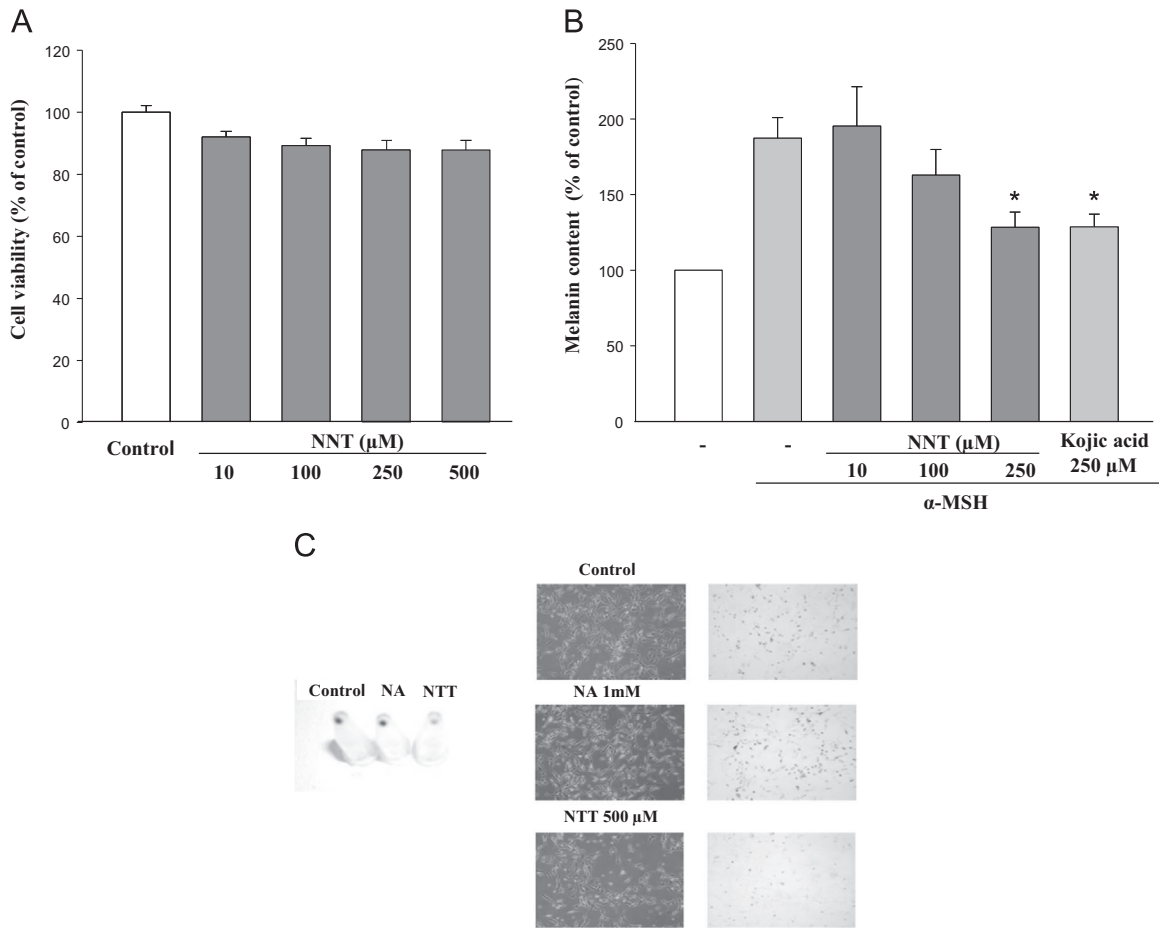 A
Cell viability (% of control)
120
100
80
60
40
20
0
Control
NNT (µM)
10 100 250 500
B
Melanin content (% of control)
250
200
150
100
50
0
* *
- - NNT (µM) Kojic acid
10 100 250 250 µM
α-MSH
C
Control NA NTT
Control
NA 1mM
NTT 500 µM